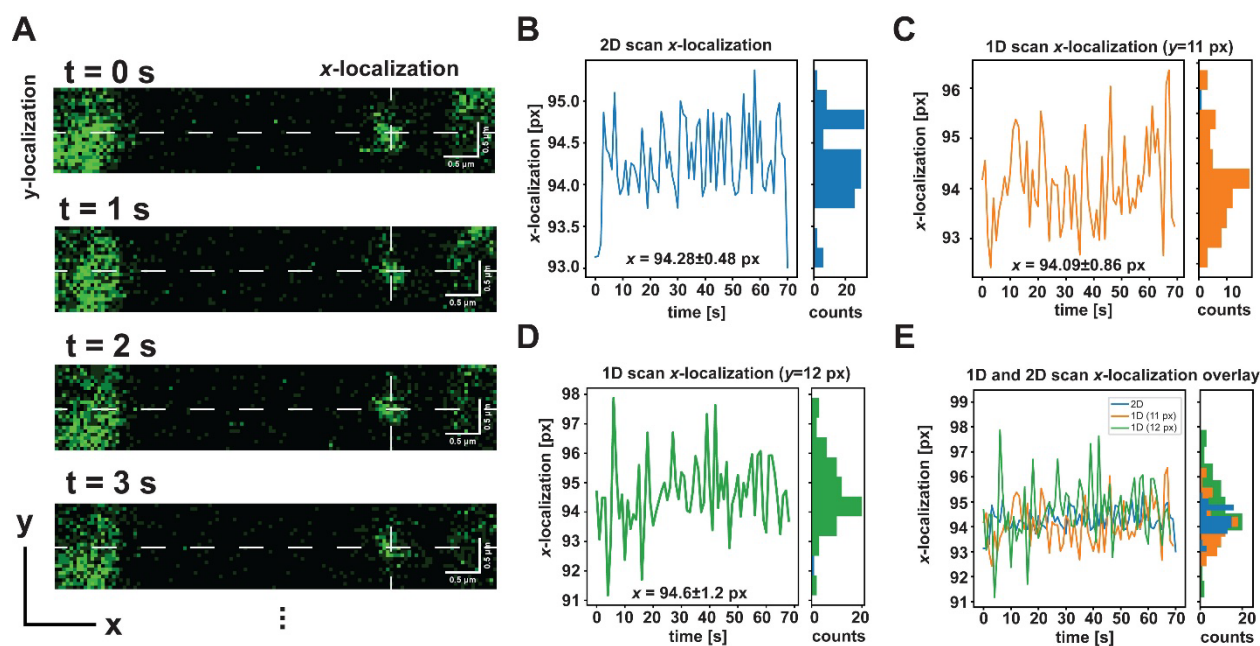 A
y-localization
t = 0 s
x-localization
0.5 µm
0.5 µm
t = 1 s
0.5 µm
0.5 µm
t = 2 s
0.5 µm
0.5 µm
t = 3 s
0.5 µm
0.5 µm
y
x
⋮
B
2D scan x-localization
x-localization [px]
95.0
94.5
94.0
93.5
93.0
x = 94.28±0.48 px
0 10 20 30 40 50 60 70
time [s]
0 20
counts
C
1D scan x-localization (y=11 px)
x-localization [px]
96
95
94
93
x = 94.09±0.86 px
0 10 20 30 40 50 60 70
time [s]
0 10
counts
D
1D scan x-localization (y=12 px)
x-localization [px]
98
97
96
95
94
93
92
91
x = 94.6±1.2 px
0 10 20 30 40 50 60 70
time [s]
0 10 20
counts
E
1D and 2D scan x-localization overlay
x-localization [px]
99
98
97
96
95
94
93
92
91
2D
1D (11 px)
1D (12 px)
0 10 20 30 40 50 60 70
time [s]
0 20
counts